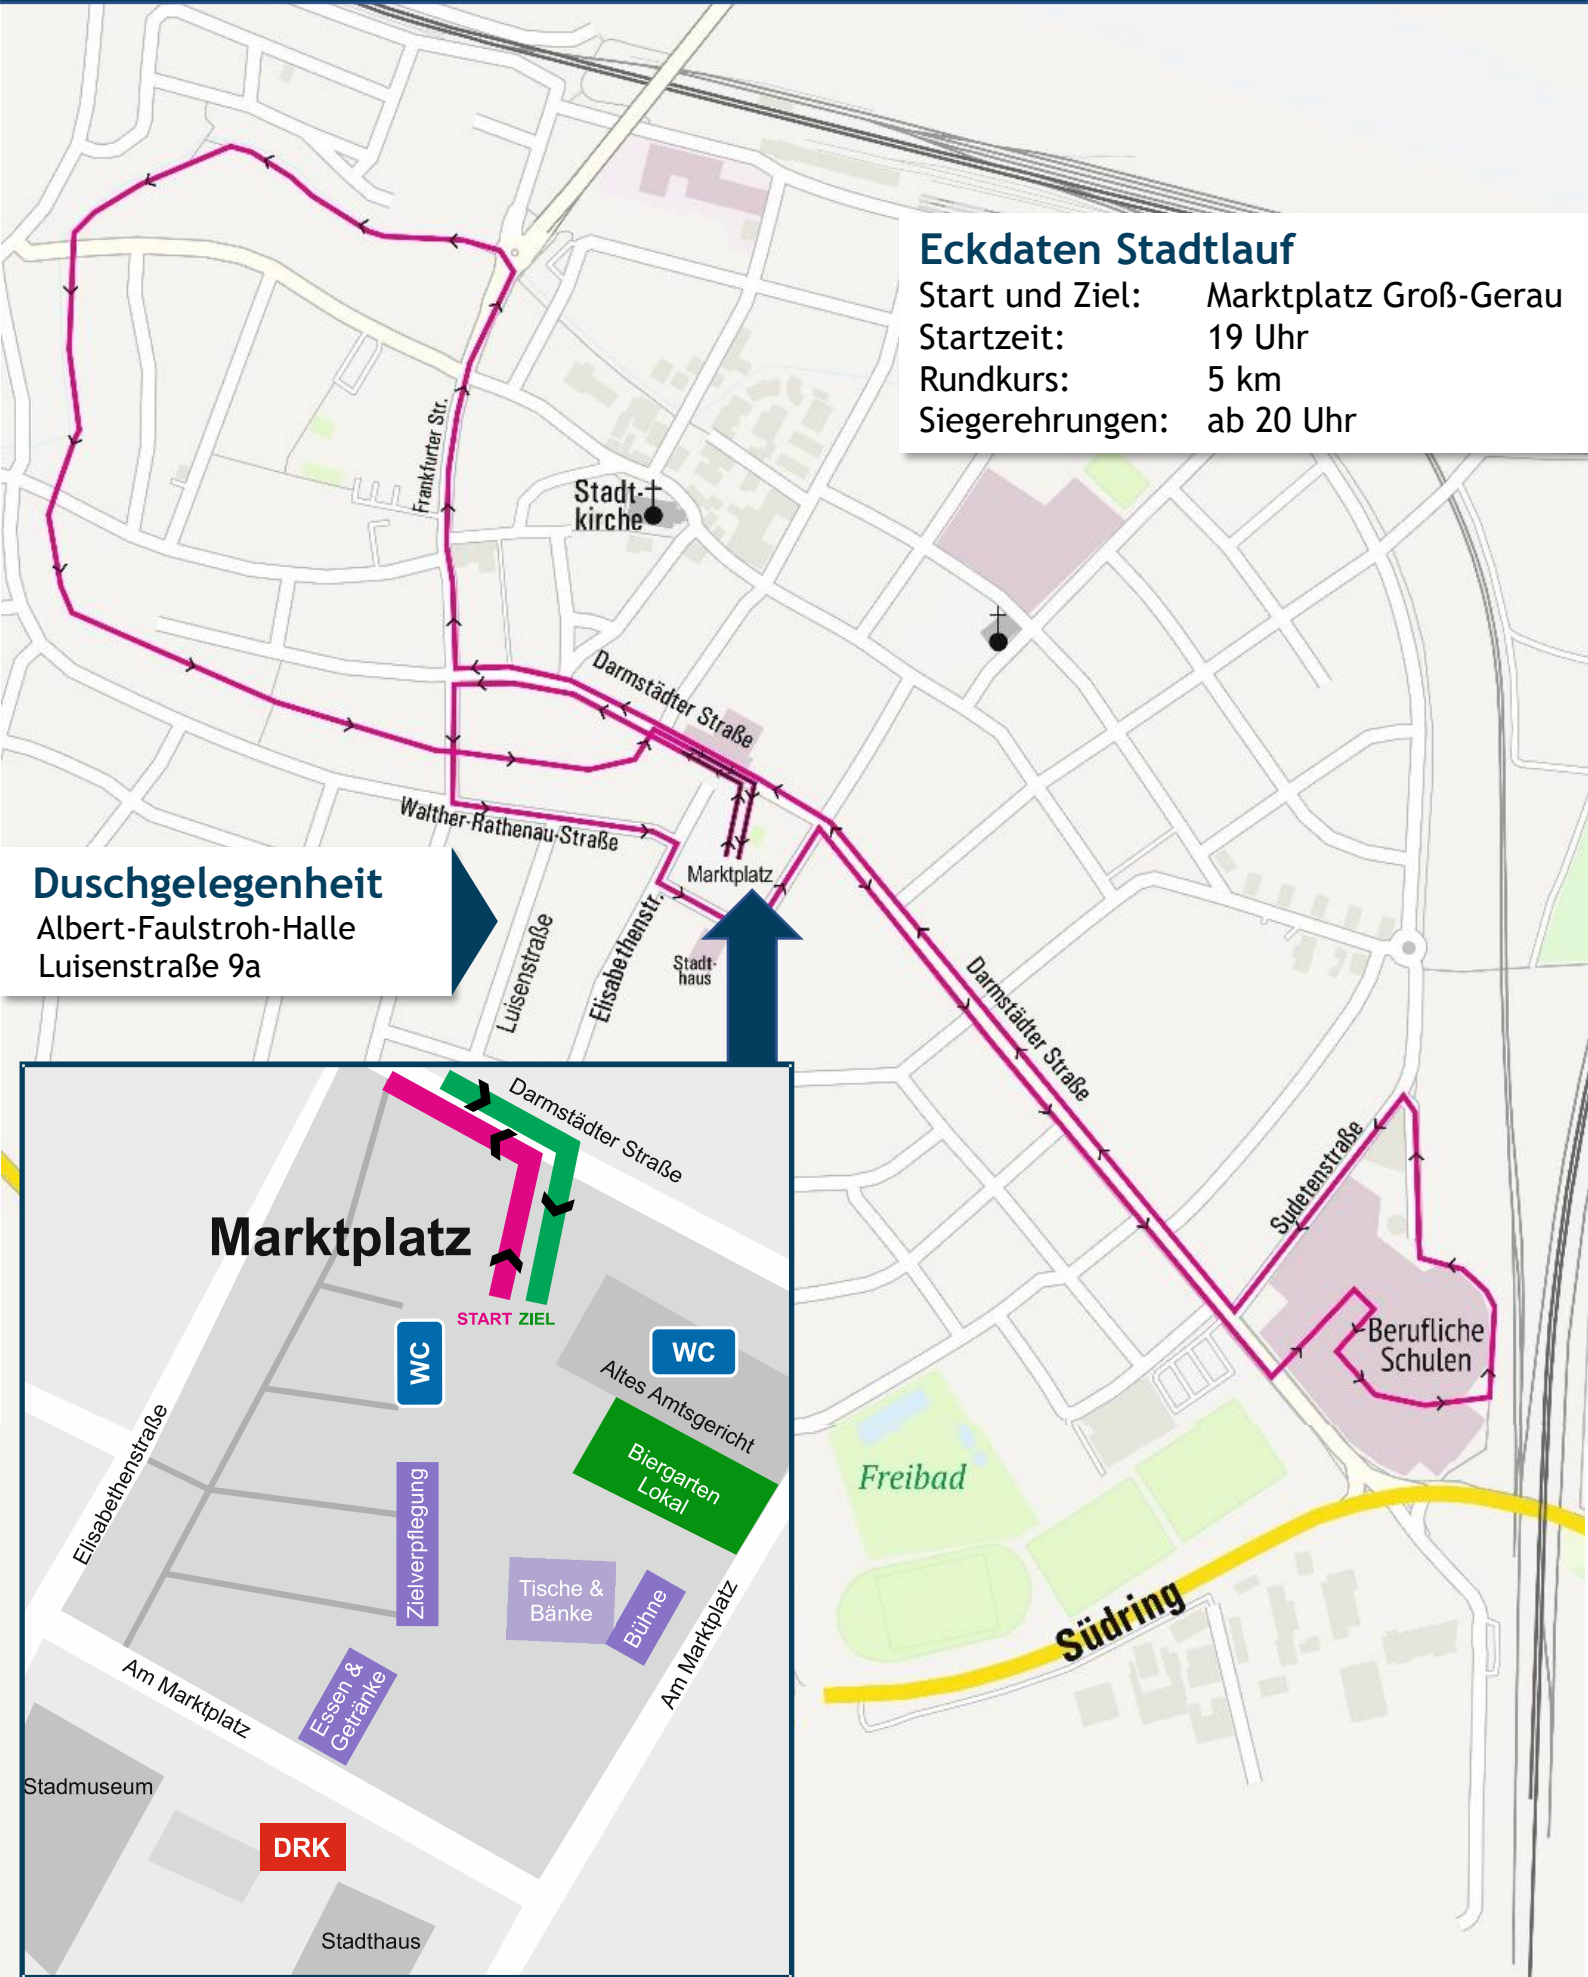 Eckdaten Stadtlauf
Start und Ziel: Marktplatz Groß-Gerau
Startzeit: 19 Uhr
Rundkurs: 5 km
Siegerehrungen: ab 20 Uhr
Frankfurter Str.
Stadt-
kirche
Darmstädter Straße
Walther-Rathenau-Straße
Marktplatz
Duschgelegenheit
Albert-Faulstroh-Halle
Luisenstraße 9a
Luisenstraße
Elisabethenstr.
Stadt-
haus
Darmstädter Straße
Sudetenstraße
Berufliche
Schulen
Freibad
Südring
Darmstädter Straße
Marktplatz
START ZIEL
WC
WC
Altes Amtsgericht
Biergarten
Lokal
Elisabethenstraße
Zielverpflegung
Tische &
Bänke
Bühne
Am Marktplatz
Essen &
Getränke
Am Marktplatz
Stadmuseum
DRK
Stadthaus